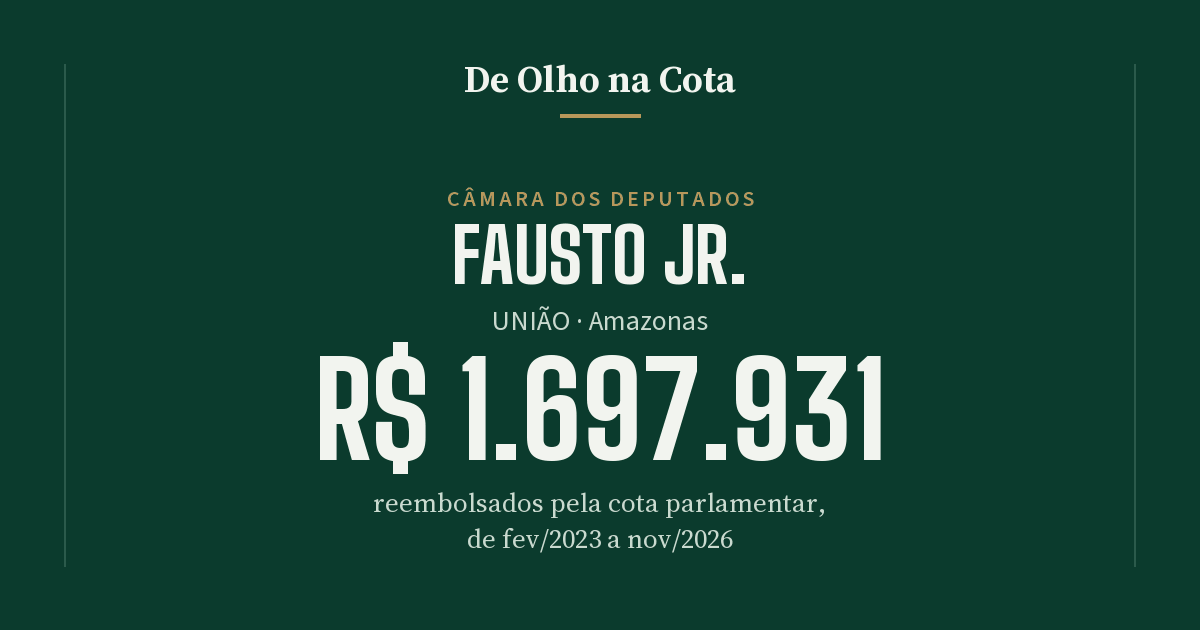 De Olho na Cota
CÂMARA DOS DEPUTADOS
FAUSTO JR.
UNIÃO · Amazonas
R$ 1.697.931
reembolsados pela cota parlamentar,
de fev/2023 a nov/2026